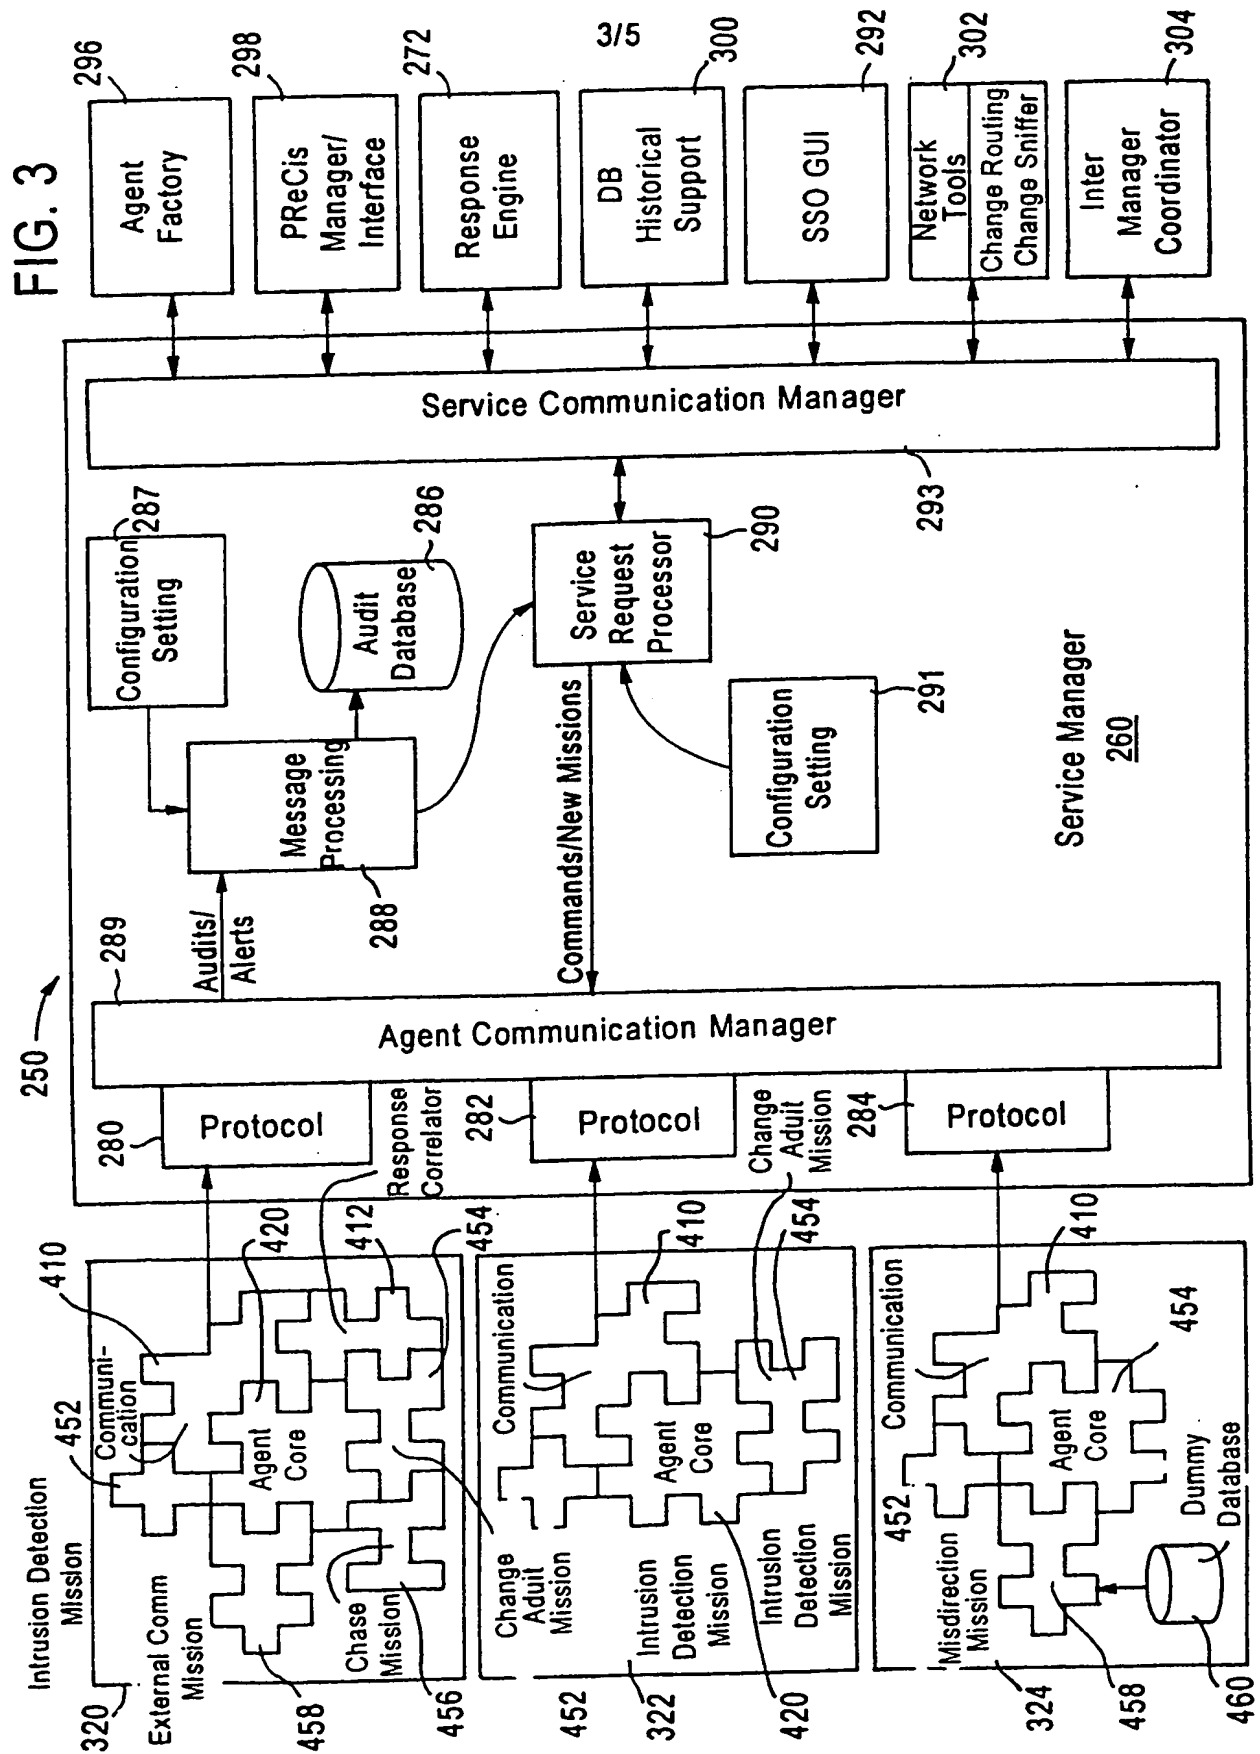 3/5
FIG. 3
296
Agent
Factory
298
PReCis
Manager/
Interface
272
Response
Engine
300
DB
Historical
Support
292
SSO GUI
302
Network
Tools
Change Routing
Change Sniffer
304
Inter
Manager
Coordinator
Service Communication Manager
293
287
Configuration
Setting
286
Audit
Database
290
Service
Request
Processor
291
Configuration
Setting
Message
Processing
288
Audits/
Alerts
Commands/New Missions
Service Manager
260
250
289
Agent Communication Manager
280
Protocol
Response
Correlator
282
Protocol
Change
Aduit
Mission
284
Protocol
Intrusion Detection
Mission
320
452
Communi-
cation
410
420
412
454
Agent
Core
External Comm
Mission
458
Chase
Mission
456
Change
Aduit
Mission
Communication
410
454
Agent
Core
Intrusion
Detection
Mission
Intrusion
Detection
Mission
452
322
420
Communication
410
454
452
Agent
Core
Misdirection
Mission
Dummy
Database
324
458
460